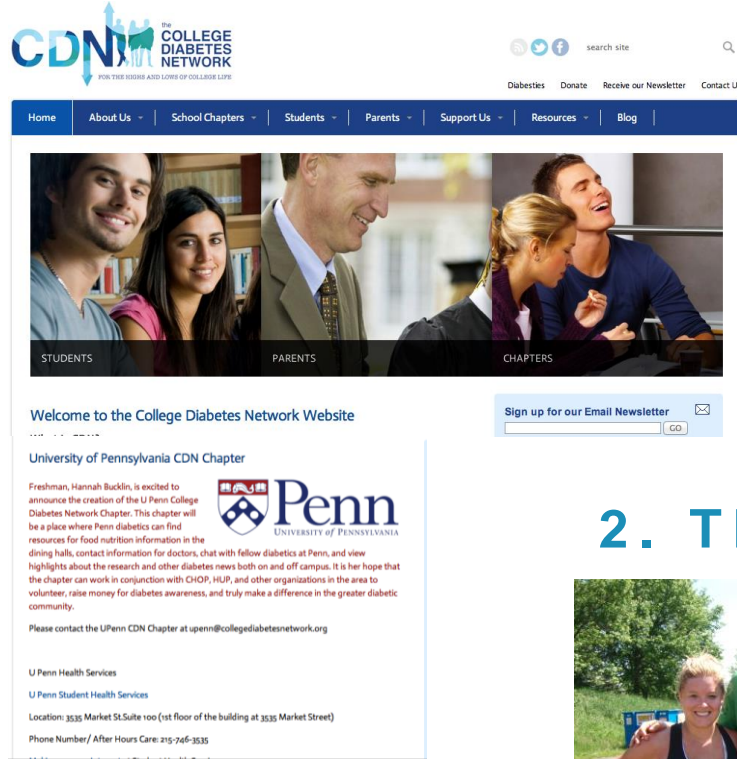 CDN
the
COLLEGE
DIABETES
NETWORK
FOR THE HIGHS AND LOWS OF COLLEGE LIFE
search site
Diabesties Donate Receive our Newsletter Contact U
Home About Us School Chapters Students Parents Support Us Resources Blog
STUDENTS PARENTS CHAPTERS
Welcome to the College Diabetes Network Website
Sign up for our Email Newsletter
GO
University of Pennsylvania CDN Chapter
Freshman, Hannah Bucklin, is excited to
announce the creation of the U Penn College
Diabetes Network Chapter. This chapter will
be a place where Penn diabetics can find
resources for food nutrition information in the
dining halls, contact information for doctors, chat with fellow diabetics at Penn, and view
highlights about the research and other diabetes news both on and off campus. It is her hope that
the chapter can work in conjunction with CHOP, HUP, and other organizations in the area to
volunteer, raise money for diabetes awareness, and truly make a difference in the greater diabetic
community.
Penn
UNIVERSITY of PENNSYLVANIA
Please contact the UPenn CDN Chapter at upenn@collegediabetesnetwork.org
U Penn Health Services
U Penn Student Health Services
Location: 3535 Market St.Suite 100 (1st floor of the building at 3535 Market Street)
Phone Number/ After Hours Care: 215-746-3535
2. T